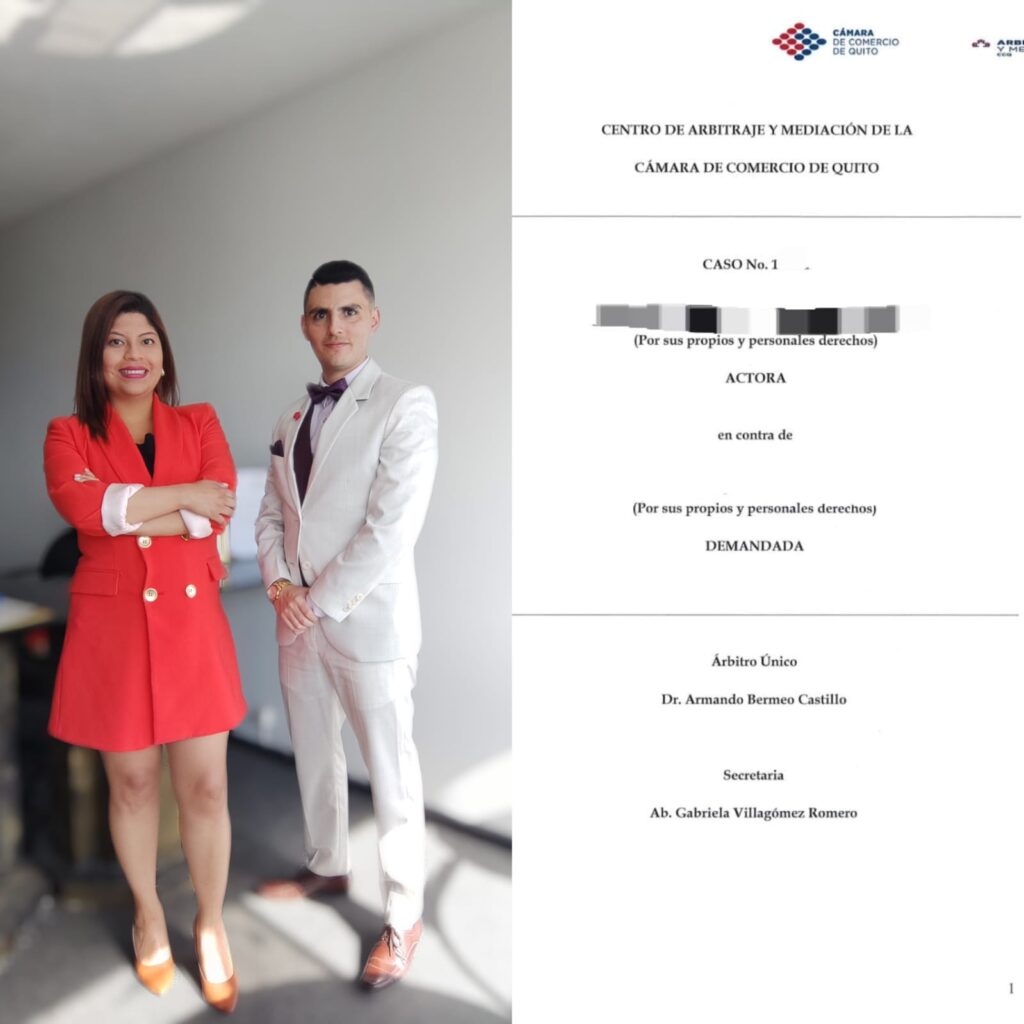 CÁMARA
DE COMERCIO
DE QUITO
Y ME
CCQ
CENTRO DE ARBITRAJE Y MEDIACIÓN DE LA
CÁMARA DE COMERCIO DE QUITO
CASO No. 1
(Por sus propios y personales derechos)
ACTORA
en contra de
(Por sus propios y personales derechos)
DEMANDADA
Árbitro Único
Dr. Armando Bermeo Castillo
Secretaria
Ab. Gabriela Villagómez Romero
1